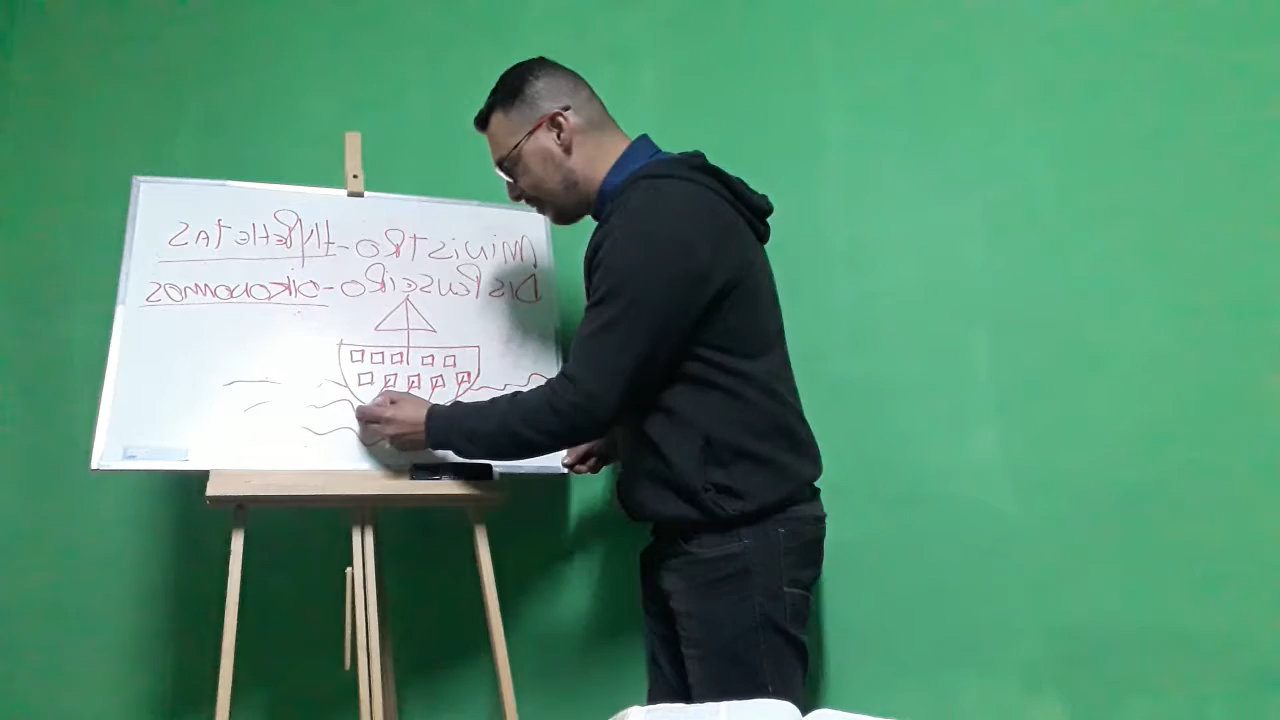 Ministro - Hyperetas
Dispenseiro - oikonomos